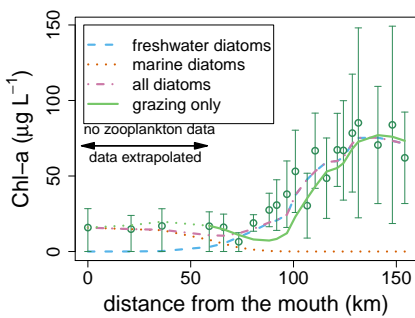 freshwater diatoms
marine diatoms
all diatoms
grazing only
no zooplankton data
data extrapolated
Chl−a (μg L−1)
0
50
100
150
0
50
100
150
distance from the mouth (km)